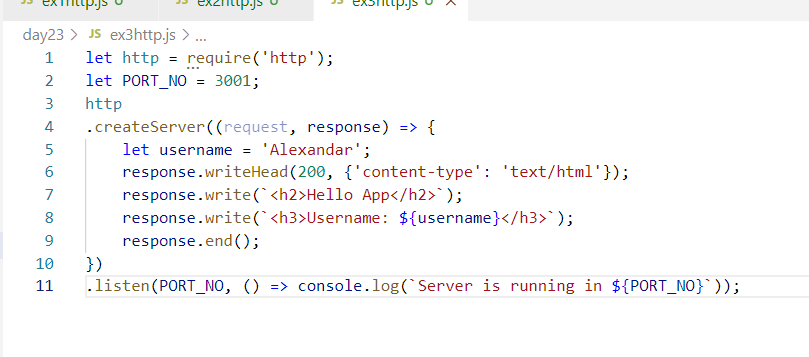 JS ex1http.js U JS ex2http.js U JS ex3http.js U ×
day23 > JS ex3http.js > ...
1 let http = require('http');
2 let PORT_NO = 3001;
3 http
4 .createServer((request, response) => {
5     let username = 'Alexandar';
6     response.writeHead(200, {'content-type': 'text/html'});
7     response.write(`<h2>Hello App</h2>`);
8     response.write(`<h3>Username: ${username}</h3>`);
9     response.end();
10 })
11 .listen(PORT_NO, () => console.log(`Server is running in ${PORT_NO}`));